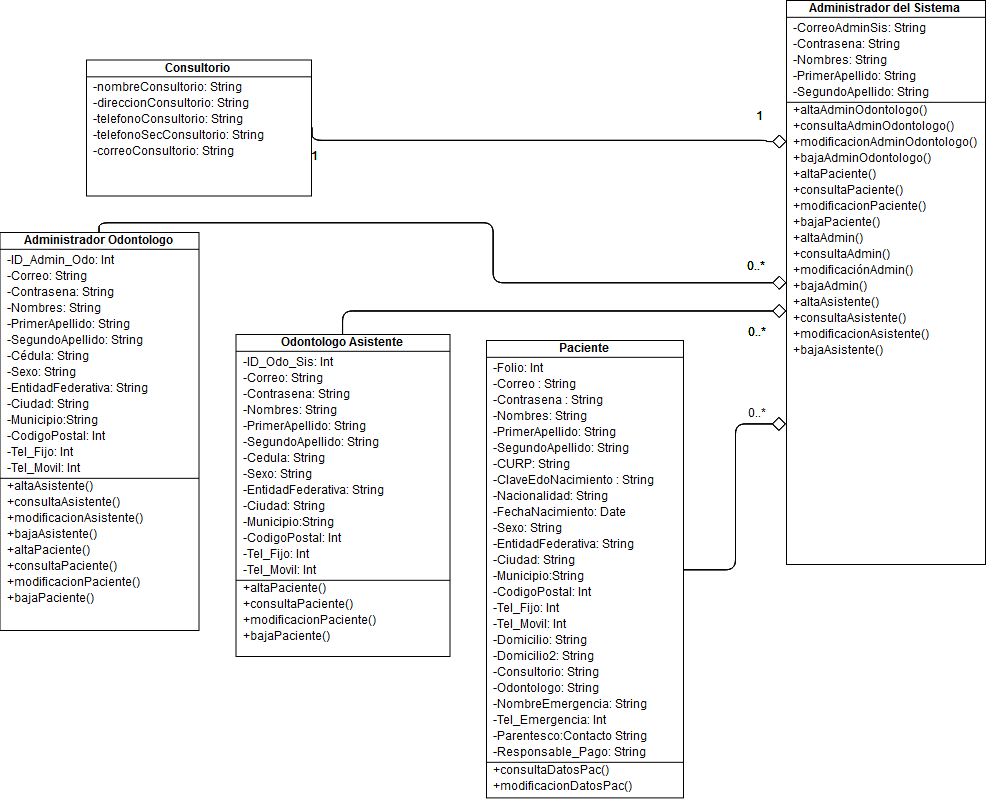 Administrador del Sistema
-CorreoAdminSis: String
-Contrasena: String
-Nombres: String
-PrimerApellido: String
-SegundoApellido: String
+altaAdminOdontologo()
+consultaAdminOdontologo()
+modificacionAdminOdontologo()
+bajaAdminOdontologo()
+altaPaciente()
+consultaPaciente()
+modificacionPaciente()
+bajaPaciente()
+altaAdmin()
+consultaAdmin()
+modificaciónAdmin()
+bajaAdmin()
+altaAsistente()
+consultaAsistente()
+modificacionAsistente()
+bajaAsistente()
Consultorio
-nombreConsultorio: String
-direccionConsultorio: String
-telefonoConsultorio: String
-telefonoSecConsultorio: String
-correoConsultorio: String
1
1
0..*
0..*
0..*
Administrador Odontologo
-ID_Admin_Odo: Int
-Correo: String
-Contrasena: String
-Nombres: String
-PrimerApellido: String
-SegundoApellido: String
-Cédula: String
-Sexo: String
-EntidadFederativa: String
-Ciudad: String
-Municipio:String
-CodigoPostal: Int
-Tel_Fijo: Int
-Tel_Movil: Int
+altaAsistente()
+consultaAsistente()
+modificacionAsistente()
+bajaAsistente()
+altaPaciente()
+consultaPaciente()
+modificacionPaciente()
+bajaPaciente()
Odontologo Asistente
-ID_Odo_Sis: Int
-Correo: String
-Contrasena: String
-Nombres: String
-PrimerApellido: String
-SegundoApellido: String
-Cedula: String
-Sexo: String
-EntidadFederativa: String
-Ciudad: String
-Municipio:String
-CodigoPostal: Int
-Tel_Fijo: Int
-Tel_Movil: Int
+altaPaciente()
+consultaPaciente()
+modificacionPaciente()
+bajaPaciente()
Paciente
-Folio: Int
-Correo : String
-Contrasena : String
-Nombres: String
-PrimerApellido: String
-SegundoApellido: String
-CURP: String
-ClaveEdoNacimiento : String
-Nacionalidad: String
-FechaNacimiento: Date
-Sexo: String
-EntidadFederativa: String
-Ciudad: String
-Municipio:String
-CodigoPostal: Int
-Tel_Fijo: Int
-Tel_Movil: Int
-Domicilio: String
-Domicilio2: String
-Consultorio: String
-Odontologo: String
-NombreEmergencia: String
-Tel_Emergencia: Int
-Parentesco:Contacto String
-Responsable_Pago: String
+consultaDatosPac()
+modificacionDatosPac()